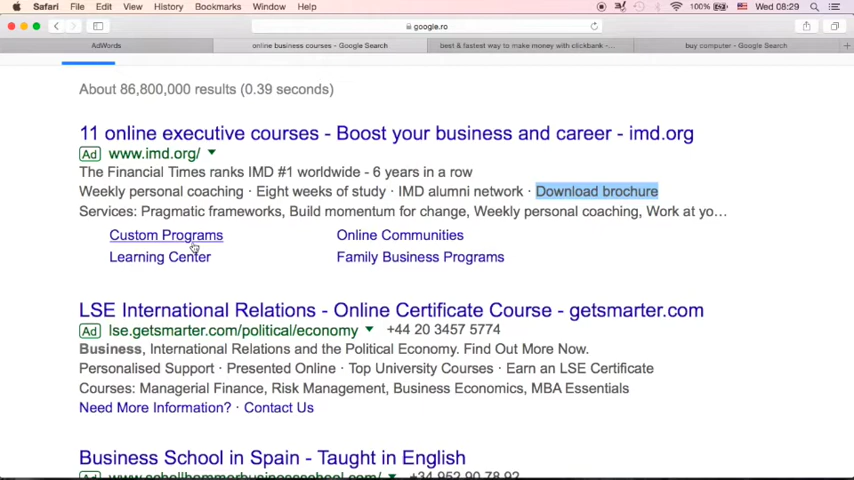 Safari File Edit View History Bookmarks Window Help 100% Wed 08:29
google.ro
AdWords online business courses - Google Search best & fastest way to make money with clickbank -... buy computer - Google Search
About 86,800,000 results (0.39 seconds)
11 online executive courses - Boost your business and career - imd.org
Ad www.imd.org/
The Financial Times ranks IMD #1 worldwide - 6 years in a row
Weekly personal coaching · Eight weeks of study · IMD alumni network · Download brochure
Services: Pragmatic frameworks, Build momentum for change, Weekly personal coaching, Work at yo…
Custom Programs Online Communities
Learning Center Family Business Programs
LSE International Relations - Online Certificate Course - getsmarter.com
Ad lse.getsmarter.com/political/economy +44 20 3457 5774
Business, International Relations and the Political Economy. Find Out More Now.
Personalised Support · Presented Online · Top University Courses · Earn an LSE Certificate
Courses: Managerial Finance, Risk Management, Business Economics, MBA Essentials
Need More Information? · Contact Us
Business School in Spain - Taught in English